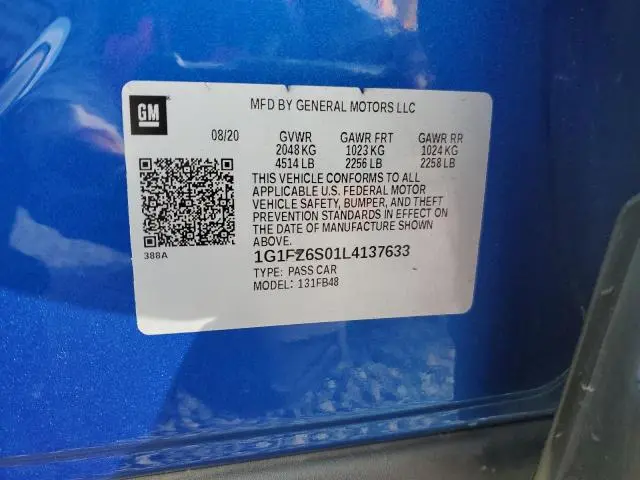 GM
MFD BY GENERAL MOTORS LLC
08/20 GVWR GAWR FRT GAWR RR
2048 KG 1023 KG 1024 KG
4514 LB 2256 LB 2258 LB
THIS VEHICLE CONFORMS TO ALL
APPLICABLE U.S. FEDERAL MOTOR
VEHICLE SAFETY, BUMPER, AND THEFT
PREVENTION STANDARDS IN EFFECT ON
THE DATE OF MANUFACTURE SHOWN
ABOVE.
388A
1G1FZ6S01L4137633
TYPE: PASS CAR
MODEL: 131FB48